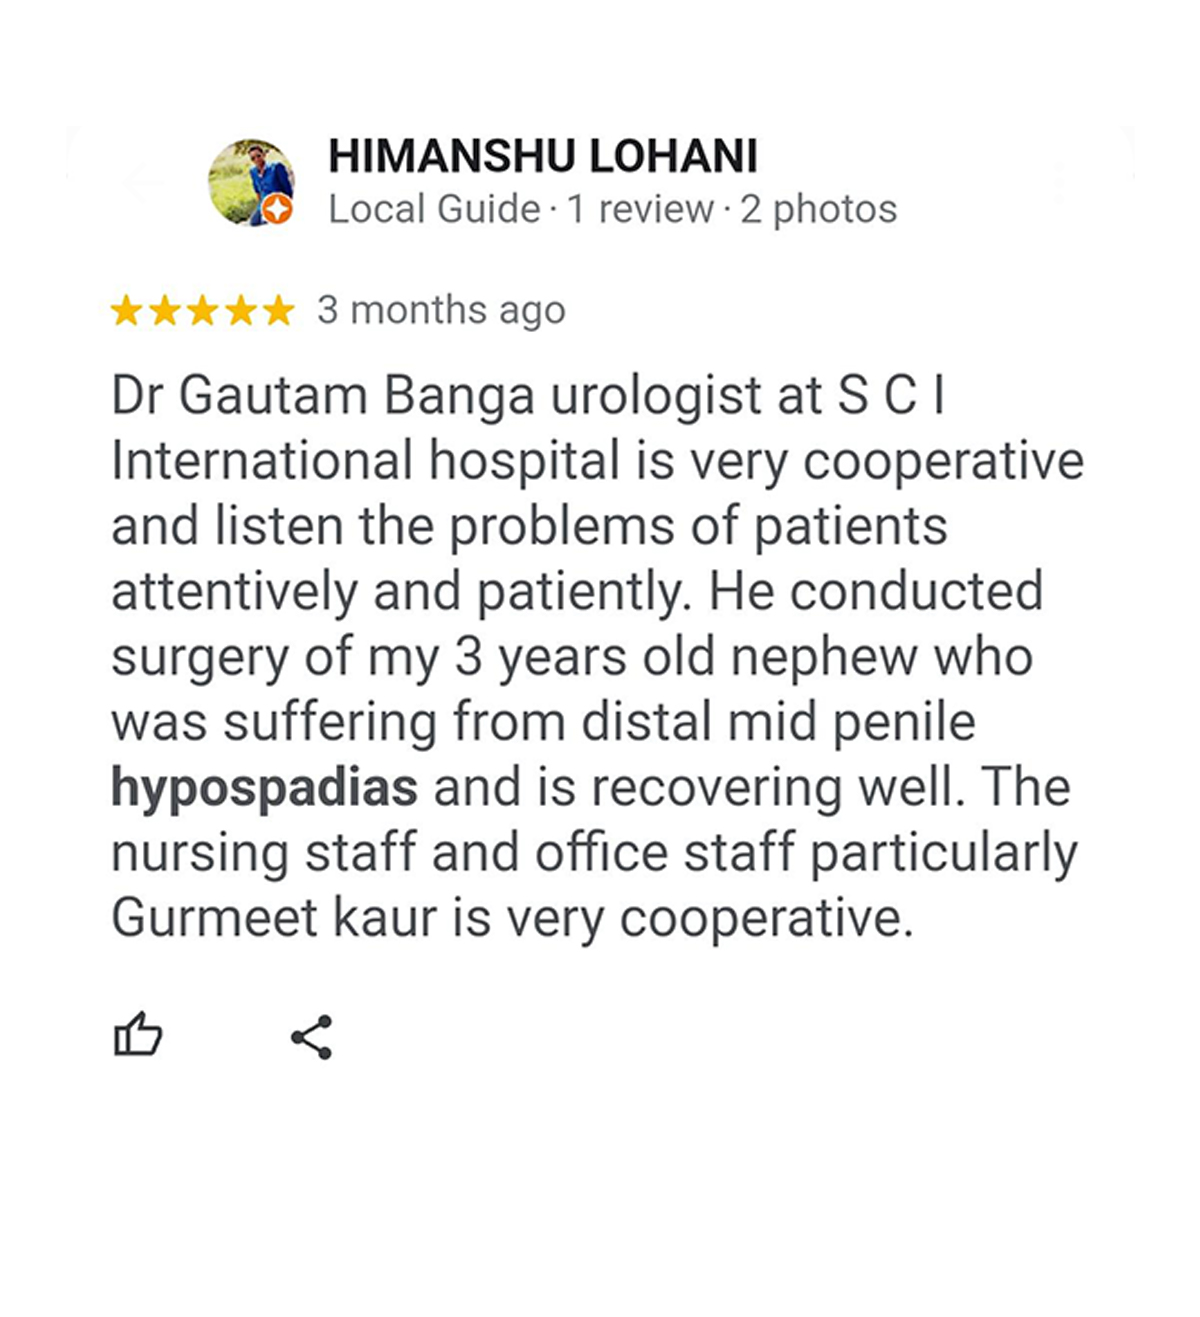 HIMANSHU LOHANI
Local Guide · 1 review · 2 photos
3 months ago
Dr Gautam Banga urologist at S C I
International hospital is very cooperative
and listen the problems of patients
attentively and patiently. He conducted
surgery of my 3 years old nephew who
was suffering from distal mid penile
hypospadias and is recovering well. The
nursing staff and office staff particularly
Gurmeet kaur is very cooperative.